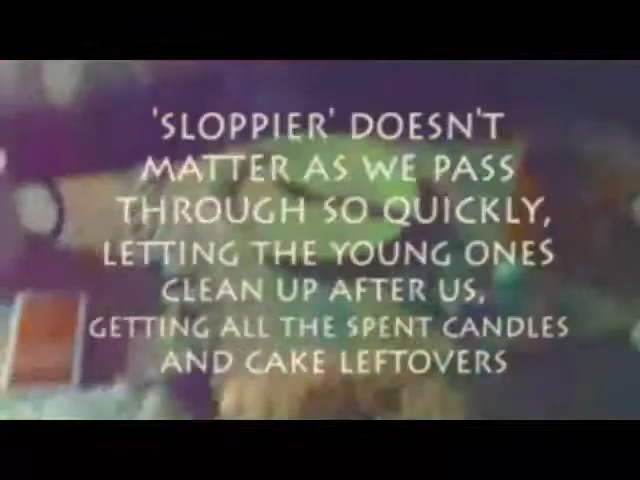 'SLOPPIER' DOESN'T
MATTER AS WE PASS
THROUGH SO QUICKLY,
LETTING THE YOUNG ONES
CLEAN UP AFTER US,
GETTING ALL THE SPENT CANDLES
AND CAKE LEFTOVERS